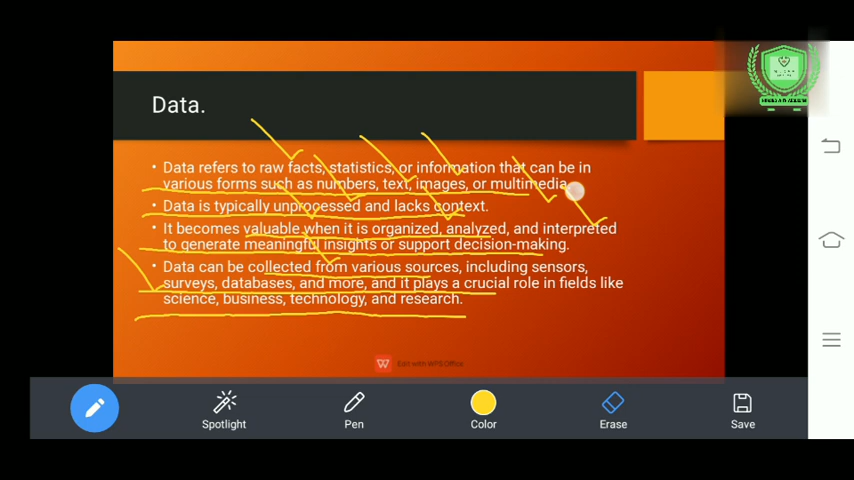 Data.
• Data refers to raw facts, statistics, or information that can be in
various forms such as numbers, text, images, or multimedia.
• Data is typically unprocessed and lacks context.
• It becomes valuable when it is organized, analyzed, and interpreted
to generate meaningful insights or support decision-making.
• Data can be collected from various sources, including sensors,
surveys, databases, and more, and it plays a crucial role in fields like
science, business, technology, and research.
Edit with WPS Office
Spotlight
Pen
Color
Erase
Save